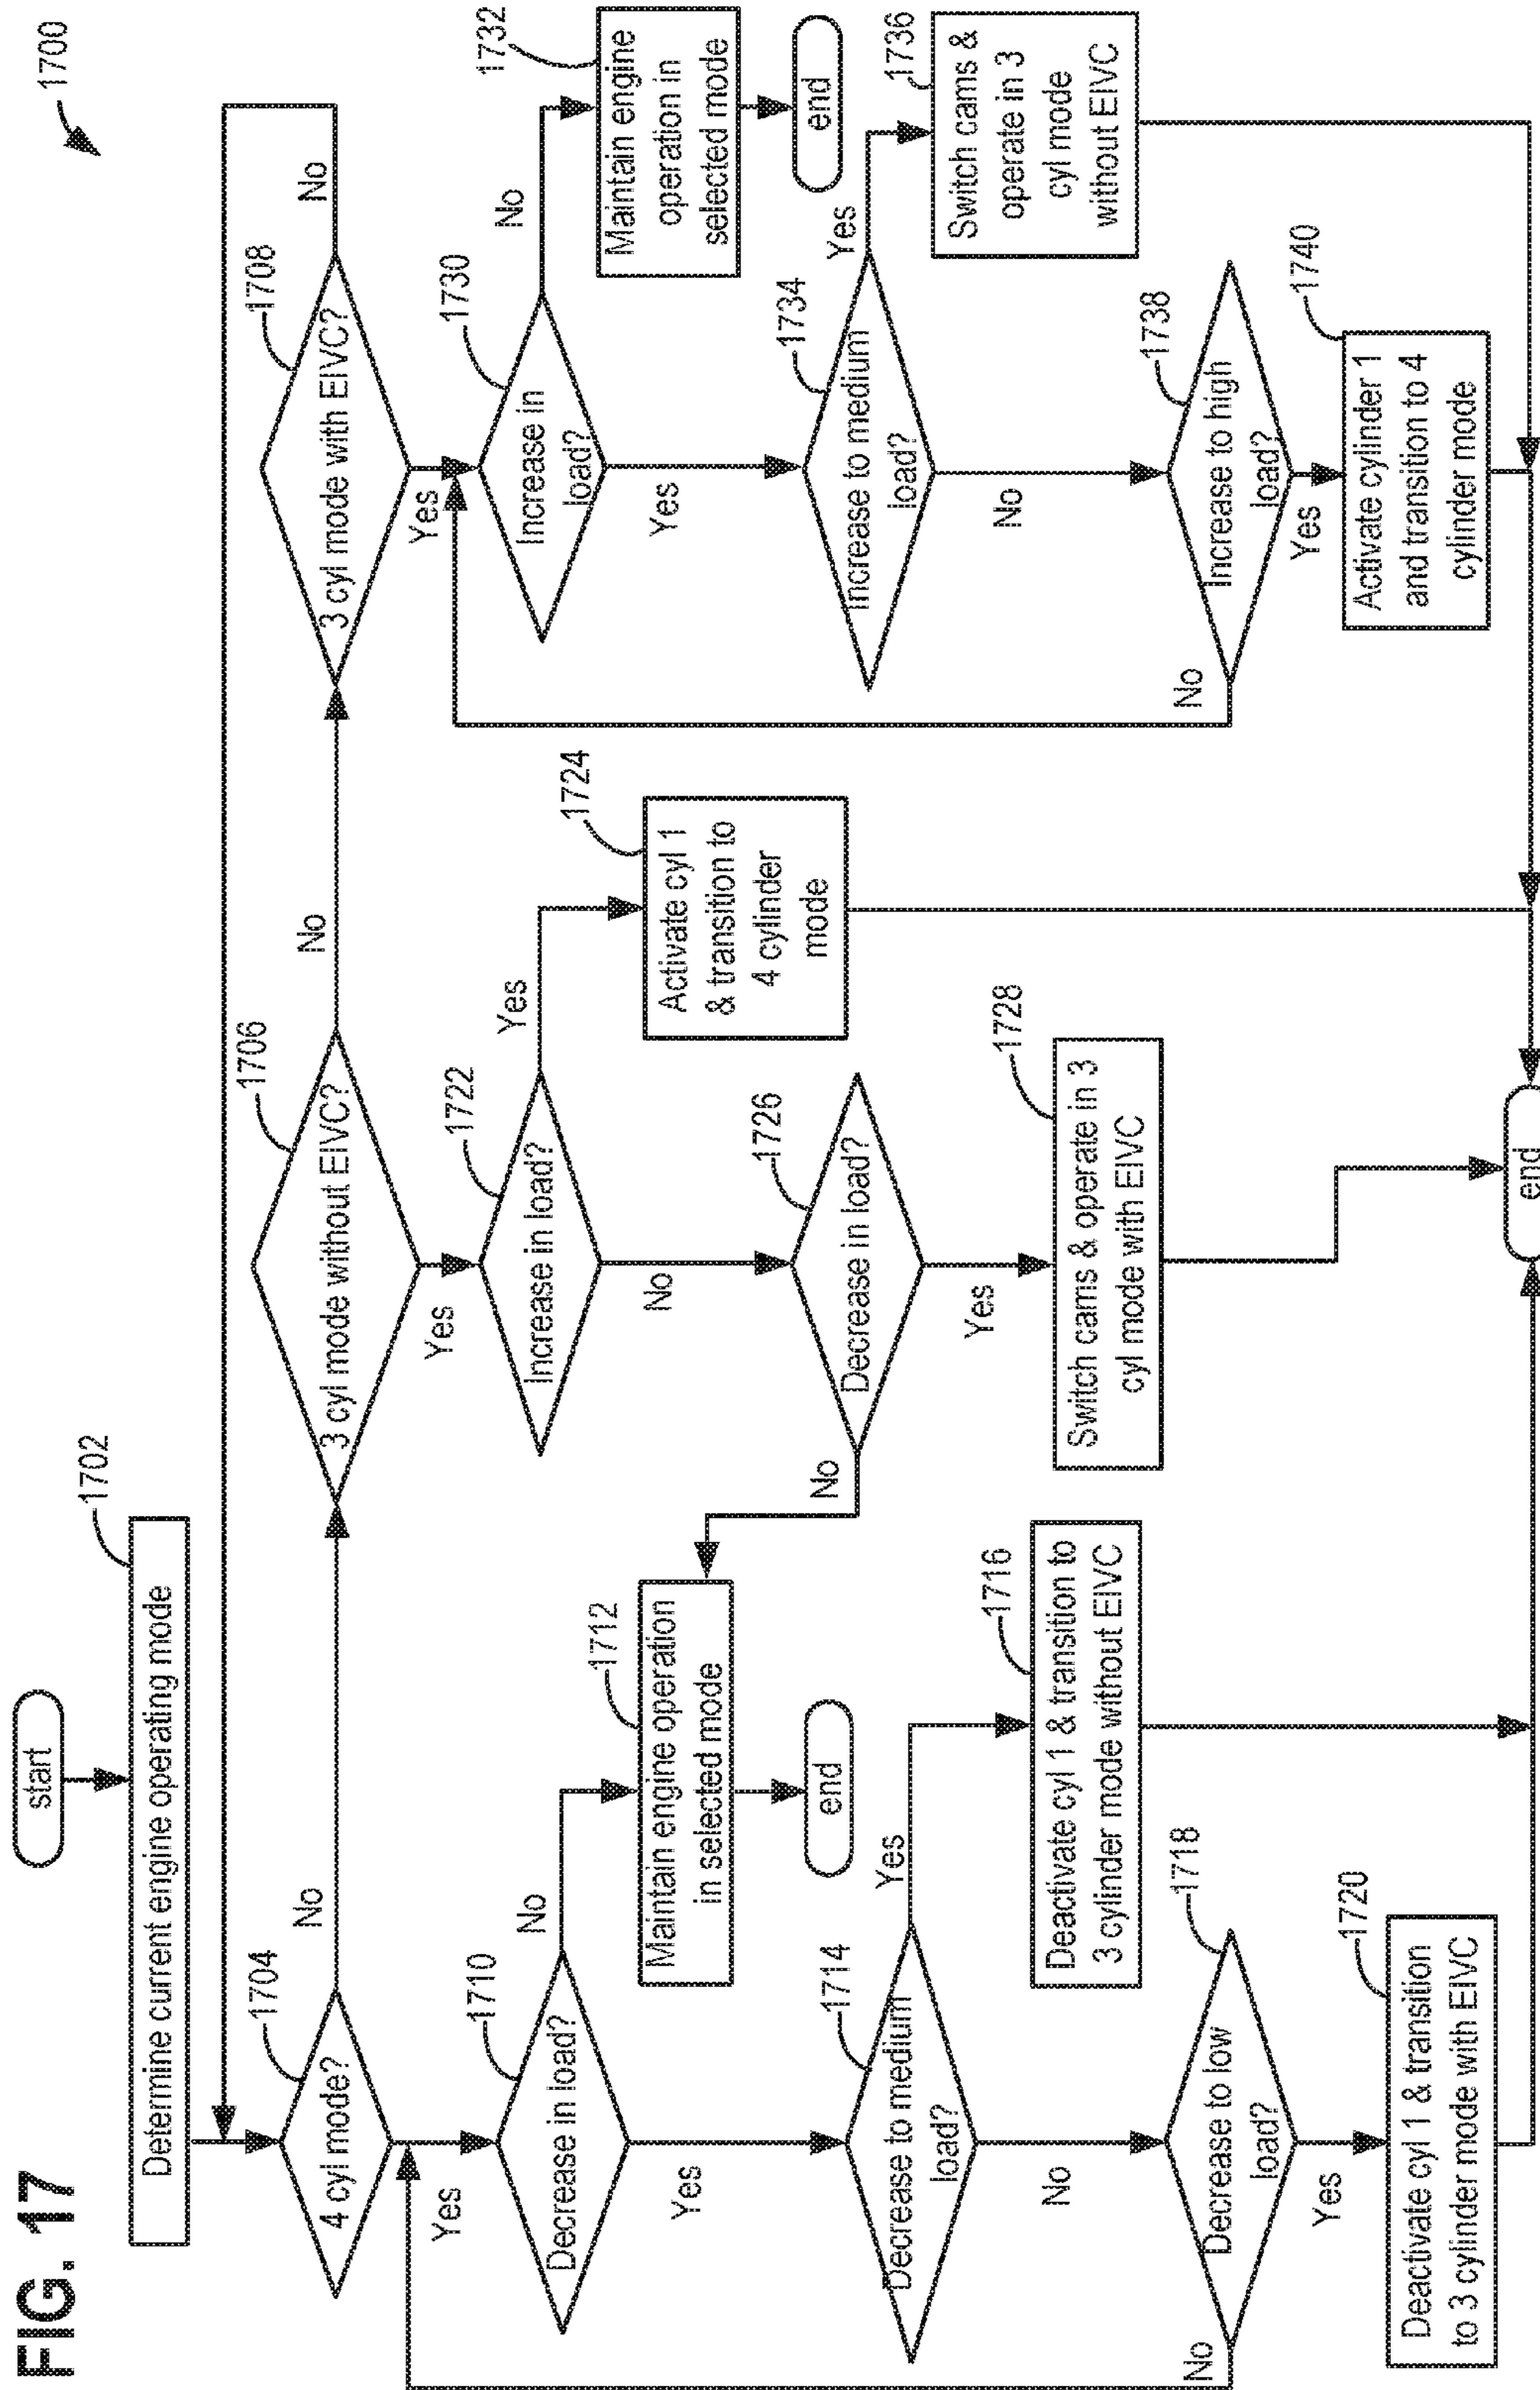 FIG. 17
1700
start
1702
Determine current engine operating mode
1704
4 cyl mode?
No
Yes
1706
3 cyl mode without EIVC?
No
Yes
1708
3 cyl mode with EIVC?
No
Yes
1710
Decrease in load?
No
Yes
1712
Maintain engine operation
in selected mode
end
1714
Decrease to medium
load?
Yes
No
1716
Deactivate cyl 1 & transition to
3 cylinder mode without EIVC
1718
Decrease to low
load?
No
Yes
1720
Deactivate cyl 1 & transition
to 3 cylinder mode with EIVC
1722
Increase in load?
Yes
No
1724
Activate cyl 1
& transition to
4 cylinder
mode
1726
Decrease in load?
No
Yes
1728
Switch cams & operate in 3
cyl mode with EIVC
1730
Increase in
load?
No
Yes
1732
Maintain engine
operation in
selected mode
end
1734
Increase to medium
load?
Yes
No
1736
Switch cams &
operate in 3
cyl mode
without EIVC
1738
Increase to high
load?
No
Yes
1740
Activate cylinder 1
and transition to 4
cylinder mode
end